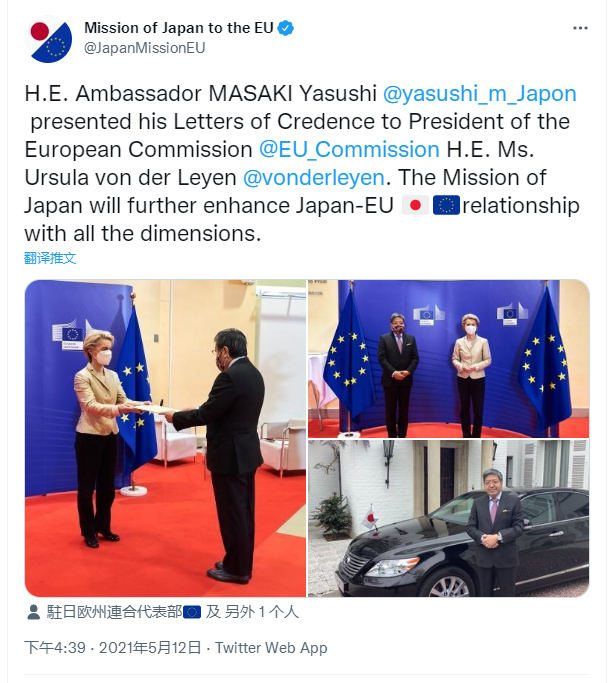 Mission of Japan to the EU
@JapanMissionEU
H.E. Ambassador MASAKI Yasushi @yasushi_m_Japon
presented his Letters of Credence to President of the
European Commission @EU_Commission H.E. Ms.
Ursula von der Leyen @vonderleyen. The Mission of
Japan will further enhance Japan-EU 🇯🇵🇪🇺relationship
with all the dimensions.
翻译推文
駐日欧州連合代表部🇪🇺 及 另外 1 个人
下午4:39 · 2021年5月12日 · Twitter Web App